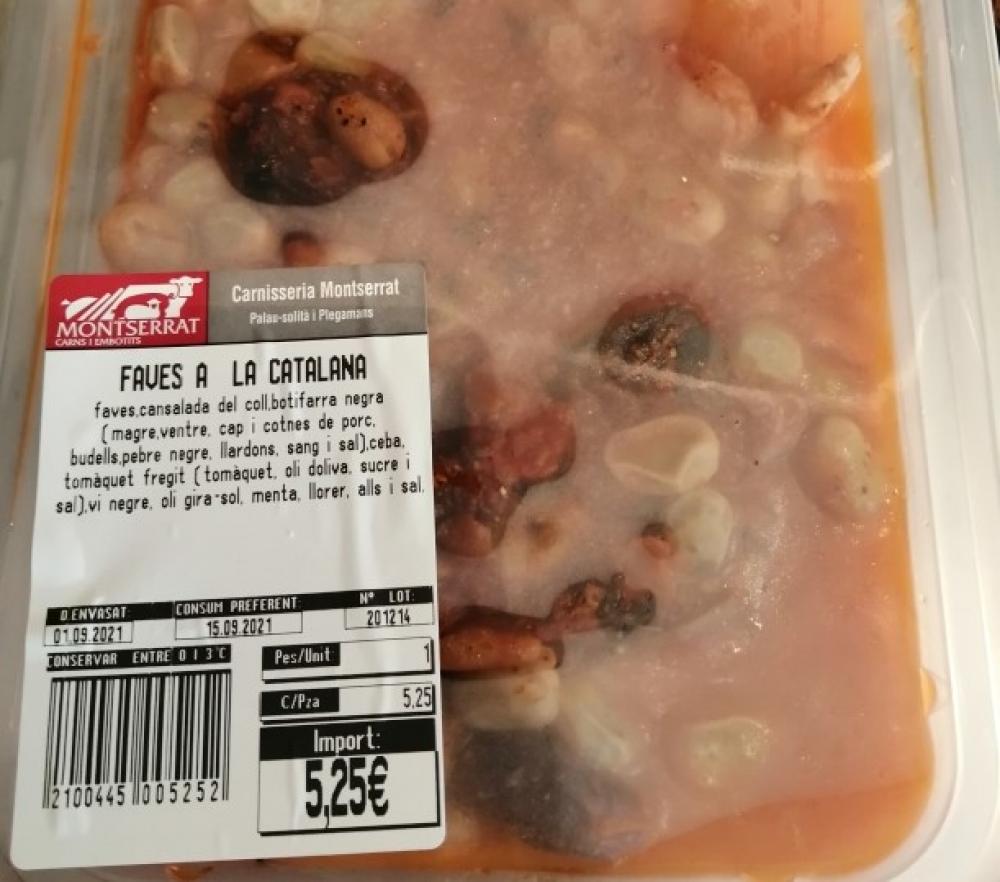 MONTSERRAT
CARNS I EMBOTITS
Carnisseria Montserrat
Palau-solità i Plegamans
FAVES A LA CATALANA
faves,cansalada del coll,botifarra negra
(magre,ventre, cap i cotnes de porc,
budells,pebre negre, llardons, sang i sal),ceba,
tomàquet fregit (tomàquet, oli doliva, sucre i
sal),vi negre, oli gira-sol, menta, llorer, alls i sal.
D.ENVASAT: CONSUM PREFERENT: Nº LOT:
01.09.2021 15.09.2021 201214
CONSERVAR ENTRE 0 I 3°C
Pes/Unit: 1
C/Pza 5,25
Import:
5,25€
2100445 005252